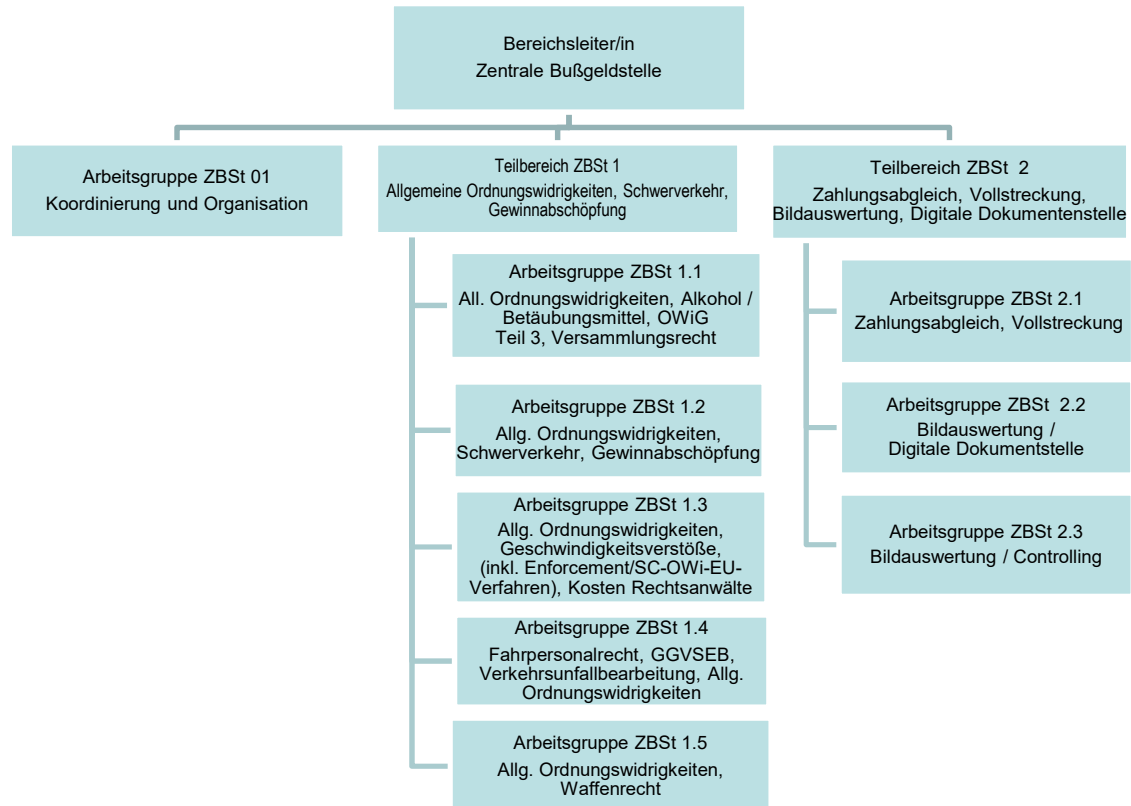 Bereichsleiter/in
Zentrale Bußgeldstelle
Arbeitsgruppe ZBSt 01
Koordinierung und Organisation
Teilbereich ZBSt 1
Allgemeine Ordnungswidrigkeiten, Schwerverkehr,
Gewinnabschöpfung
Teilbereich ZBSt 2
Zahlungsabgleich, Vollstreckung,
Bildauswertung, Digitale Dokumentenstelle
Arbeitsgruppe ZBSt 1.1
All. Ordnungswidrigkeiten, Alkohol /
Betäubungsmittel, OWiG
Teil 3, Versammlungsrecht
Arbeitsgruppe ZBSt 1.2
Allg. Ordnungswidrigkeiten,
Schwerverkehr, Gewinnabschöpfung
Arbeitsgruppe ZBSt 1.3
Allg. Ordnungswidrigkeiten,
Geschwindigkeitsverstöße,
(inkl. Enforcement/SC-OWi-EU-
Verfahren), Kosten Rechtsanwälte
Arbeitsgruppe ZBSt 1.4
Fahrpersonalrecht, GGVSEB,
Verkehrsunfallbearbeitung, Allg.
Ordnungswidrigkeiten
Arbeitsgruppe ZBSt 1.5
Allg. Ordnungswidrigkeiten,
Waffenrecht
Arbeitsgruppe ZBSt 2.1
Zahlungsabgleich, Vollstreckung
Arbeitsgruppe ZBSt 2.2
Bildauswertung /
Digitale Dokumentstelle
Arbeitsgruppe ZBSt 2.3
Bildauswertung / Controlling